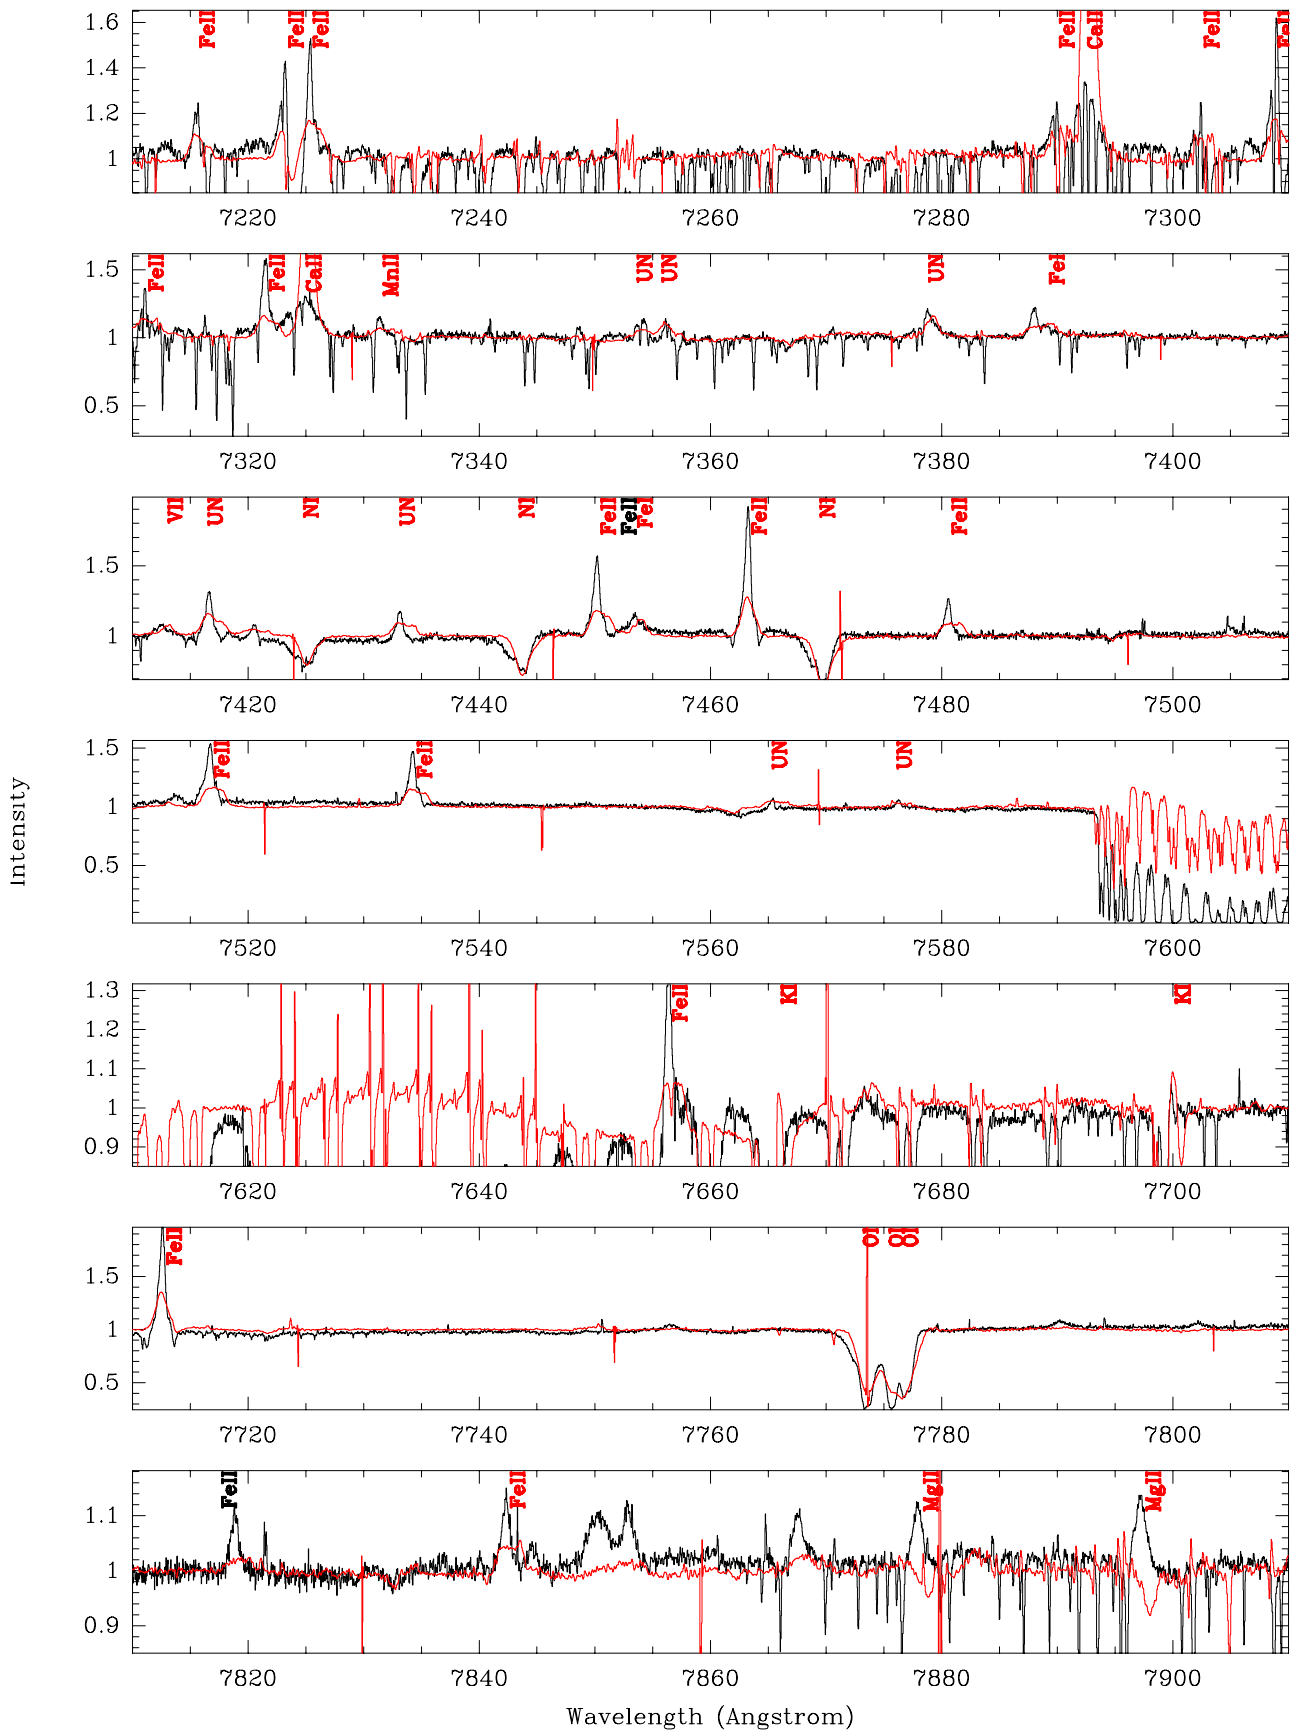 FeII FeII FeII FeII CaII FeII FeII
1.6
1.4
1.2
1
7220 7240 7260 7280 7300
FeII FeII CaII MnII UN UN UN FeI
1.5
1
0.5
7320 7340 7360 7380 7400
VII UN NI UN NI FeII FeII FeI FeII NI FeII
1.5
1
7420 7440 7460 7480 7500
FeII FeII UN UN
1.5
1
0.5
7520 7540 7560 7580 7600
Intensity
FeII KI KI
1.3
1.2
1.1
1
0.9
7620 7640 7660 7680 7700
FeII OI OI OI
1.5
1
0.5
7720 7740 7760 7780 7800
FeII FeII MgII MgII
1.1
1
0.9
7820 7840 7860 7880 7900
Wavelength (Angstrom)